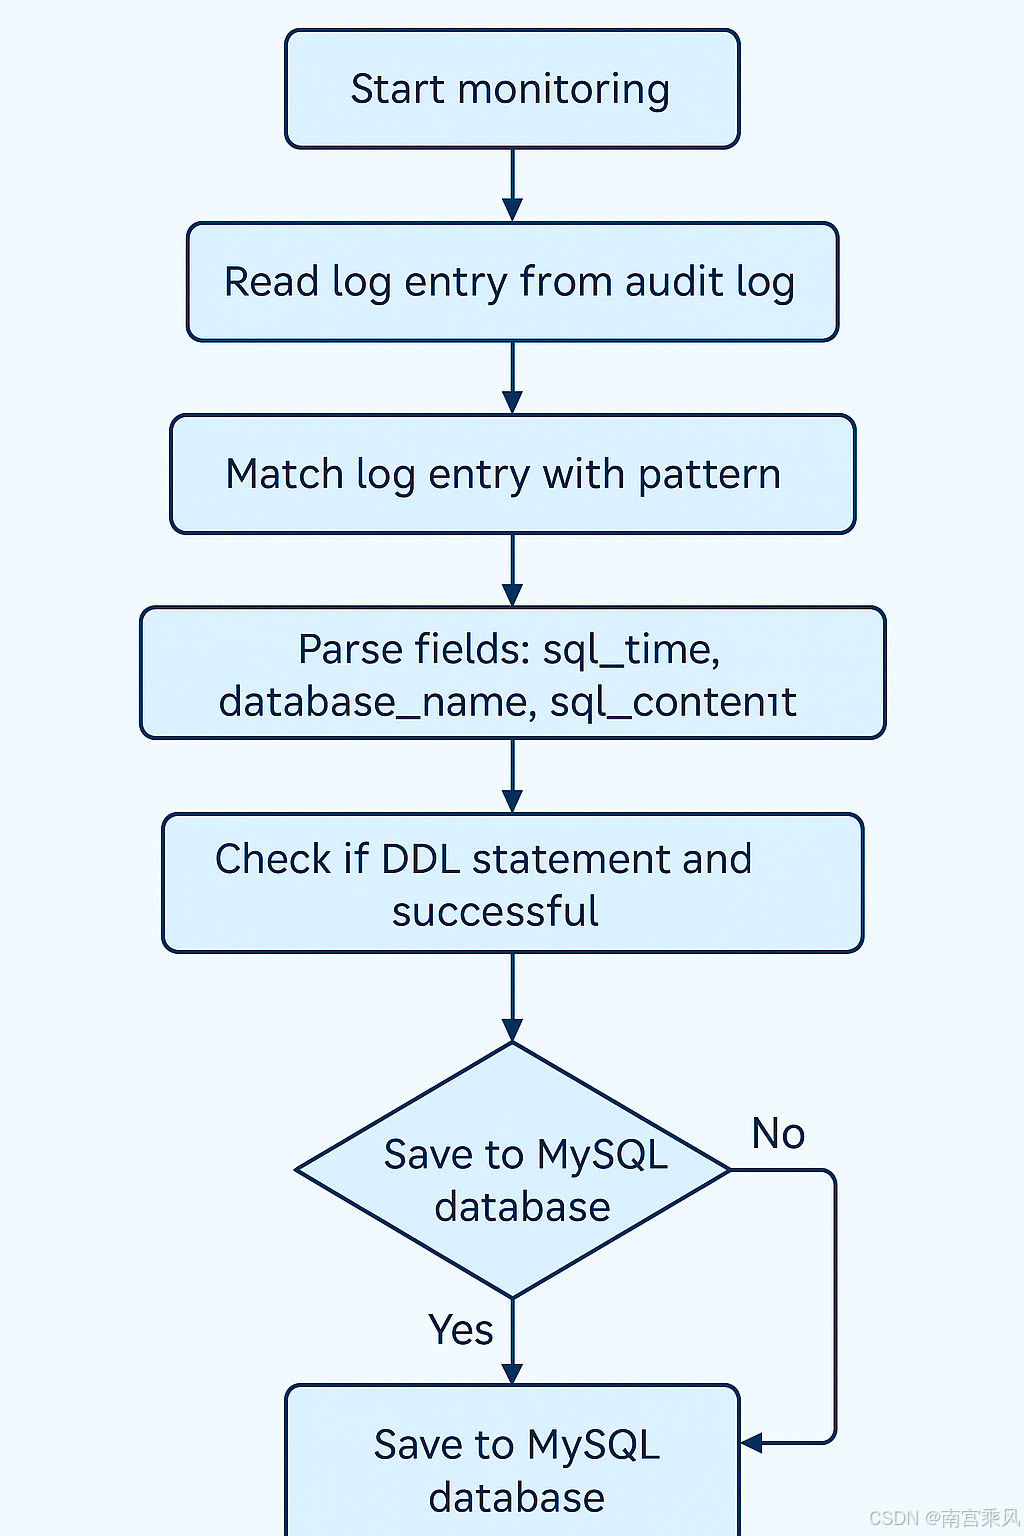 Start monitoring
Read log entry from audit log
Match log entry with pattern
Parse fields: sql_time,
database_name, sql_contenıt
Check if DDL statement and
successful
Save to MySQL
database
No
Yes
Save to MySQL
database
CSDN @南宫乘风